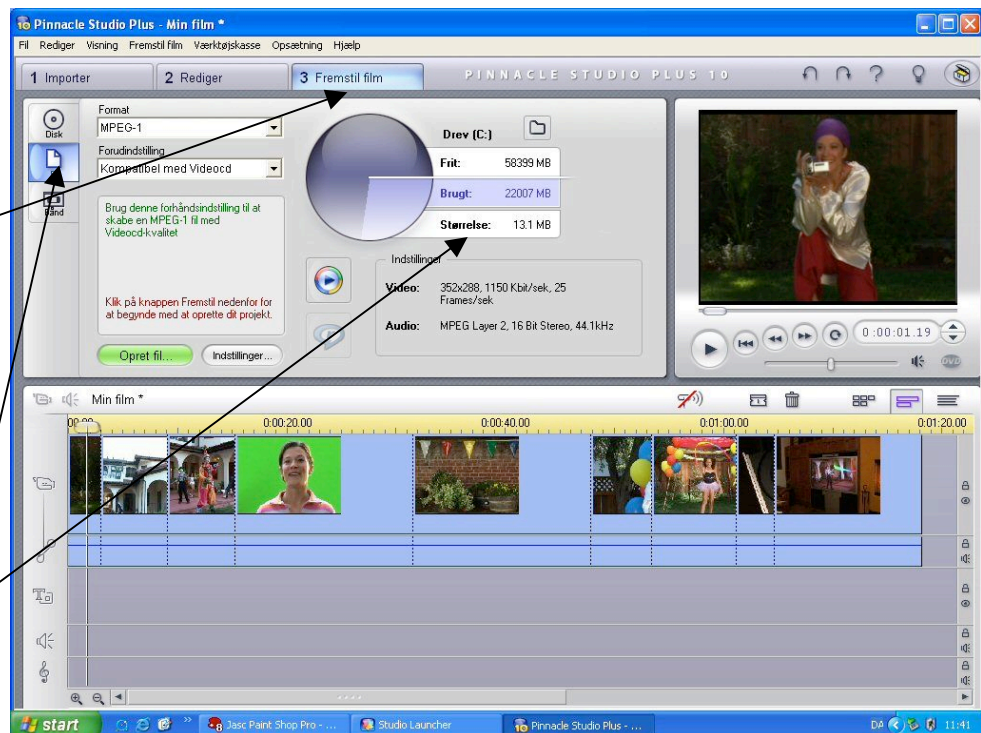 Pinnacle Studio Plus - Min film *
Fil Rediger Visning Fremstil film Værktøjskasse Opsætning Hjælp
1 Importer 2 Rediger 3 Fremstil film PINNACLE STUDIO PLUS 10
Disk
Format
MPEG-1
Forudindstilling
Kompatibel med Videocd
Bånd
Brug denne forhåndsindstilling til at
skabe en MPEG-1 fil med
Videocd-kvalitet
Klik på knappen Fremstil nedenfor for
at begynde med at oprette dit projekt.
Opret fil... Indstillinger...
Drev (C:)
Frit: 58399 MB
Brugt: 22007 MB
Størrelse: 13.1 MB
Indstillinger
Video: 352x288, 1150 Kbit/sek, 25
Frames/sek
Audio: MPEG Layer 2, 16 Bit Stereo, 44.1kHz
0:00:01.19
DVD
Min film *
0:00:20.00 0:00:40.00 0:01:00.00 0:01:20.00
start Jasc Paint Shop Pro - ... Studio Launcher Pinnacle Studio Plus - ... DA 11:41